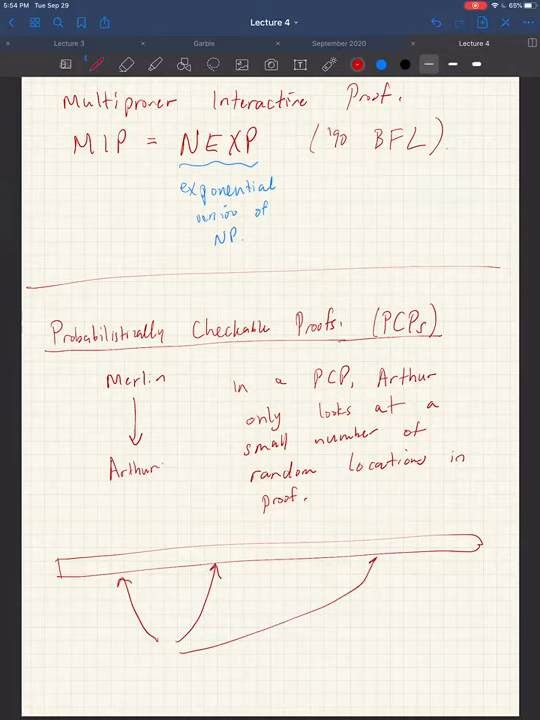 5:54 PM Tue Sep 29
65%
Lecture 4
Lecture 3
Garble
September 2020
Lecture 4
Multiprover Interactive Proof.
MIP = NEXP ('90 BFL).
exponential
version of
NP.
Probabilistically Checkable Proofs. (PCPs)
Merlin
Arthur.
In a PCP, Arthur
only looks at a
small number of
random locations in
proof.